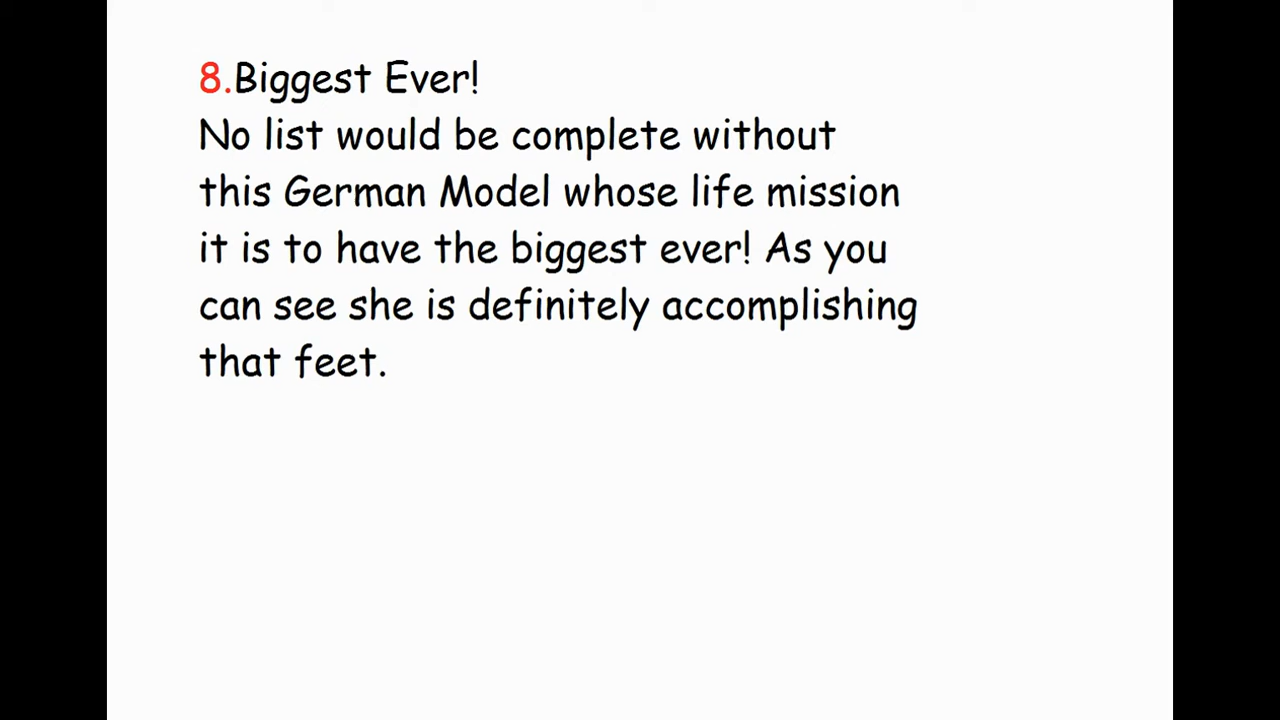 8.Biggest Ever!
No list would be complete without
this German Model whose life mission
it is to have the biggest ever! As you
can see she is definitely accomplishing
that feet.